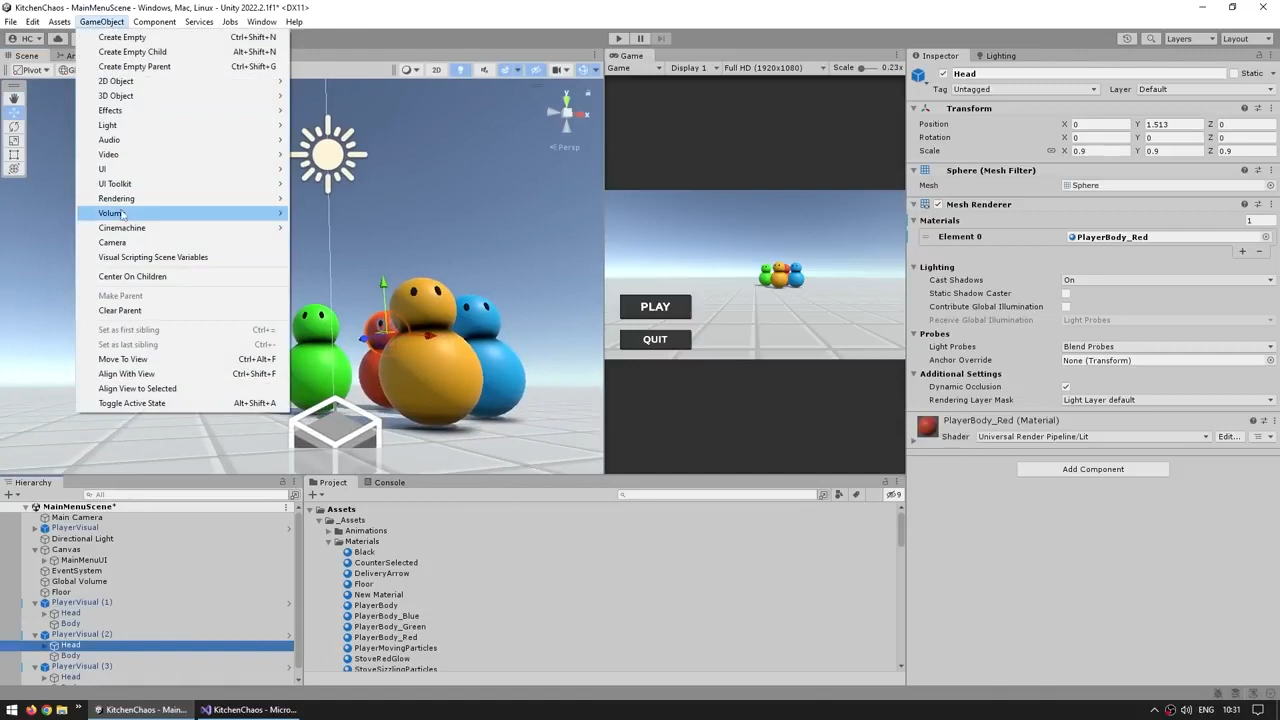 KitchenChaos - MainMenuScene - Windows, Mac, Linux - Unity 2022.2.1f1* <DX11>
File Edit Assets GameObject Component Services Jobs Window Help
HC
Layers Layout
Scene
Game
Inspector Lighting
Pivot
2D
Game Display 1 Full HD (1920x1080) Scale 0.23x
Create Empty Ctrl+Shift+N
Create Empty Child Alt+Shift+N
Create Empty Parent Ctrl+Shift+G
2D Object
3D Object
Effects
Light
Audio
Video
UI
UI Toolkit
Rendering
Volume
Cinemachine
Camera
Visual Scripting Scene Variables
Center On Children
Make Parent
Clear Parent
Set as first sibling Ctrl+=
Set as last sibling Ctrl+-
Move To View Ctrl+Alt+F
Align With View Ctrl+Shift+F
Align View to Selected
Toggle Active State Alt+Shift+A
y
x
Persp
PLAY
QUIT
Head Static
Tag Untagged Layer Default
Transform
Position X 0 Y 1.513 Z 0
Rotation X 0 Y 0 Z 0
Scale X 0.9 Y 0.9 Z 0.9
Sphere (Mesh Filter)
Mesh Sphere
Mesh Renderer
Materials 1
Element 0 PlayerBody_Red
Lighting
Cast Shadows On
Static Shadow Caster
Contribute Global Illumination
Receive Global Illumination Light Probes
Probes
Light Probes Blend Probes
Anchor Override None (Transform)
Additional Settings
Dynamic Occlusion
Rendering Layer Mask Light Layer default
PlayerBody_Red (Material)
Shader Universal Render Pipeline/Lit Edit...
Add Component
Hierarchy
All
MainMenuScene*
Main Camera
PlayerVisual
Directional Light
Canvas
MainMenuUI
EventSystem
Global Volume
Floor
PlayerVisual (1)
Head
Body
PlayerVisual (2)
Head
Body
PlayerVisual (3)
Head
Project Console
9
Assets
_Assets
Animations
Materials
Black
CounterSelected
DeliveryArrow
Floor
New Material
PlayerBody
PlayerBody_Blue
PlayerBody_Green
PlayerBody_Red
PlayerMovingParticles
StoveRedGlow
StoveSizzlingParticles
KitchenChaos - Main... KitchenChaos - Micro... ENG 10:31